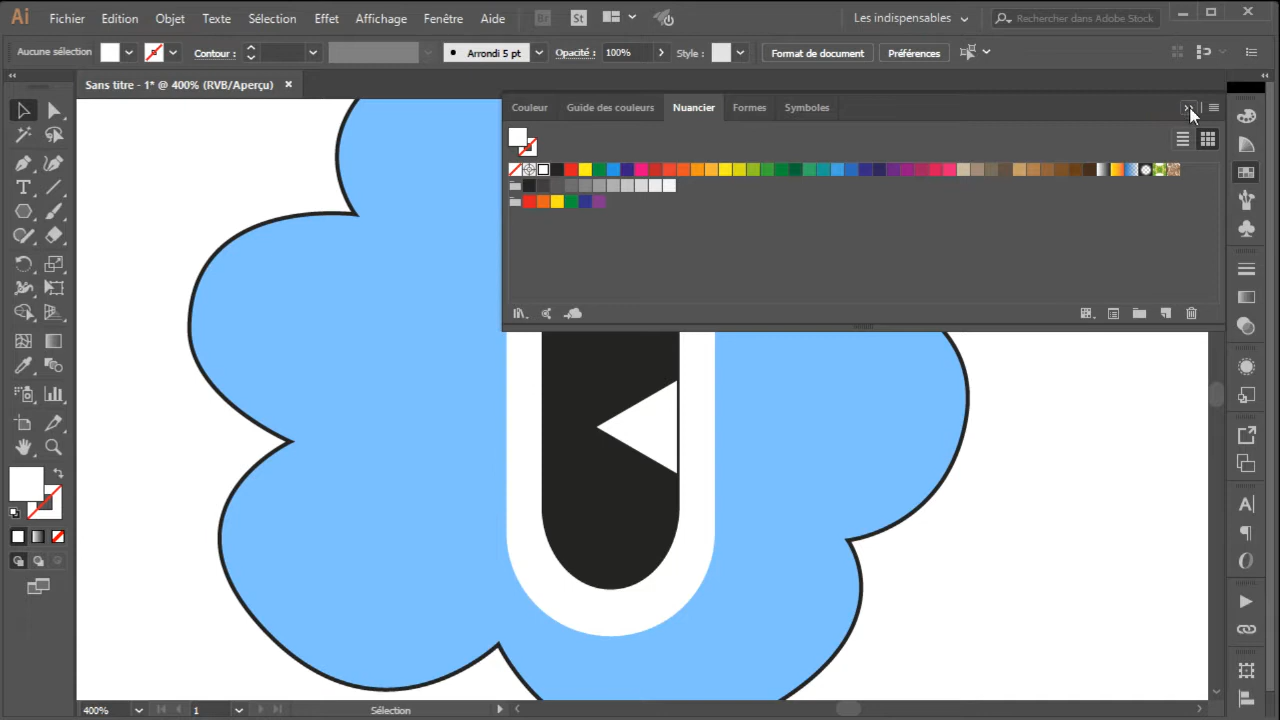 Ai Fichier Edition Objet Texte Sélection Effet Affichage Fenêtre Aide Br St Les indispensables Rechercher dans Adobe Stock
Aucune sélection Contour : Arrondi 5 pt Opacité : 100% Style : Format de document Préférences
Sans titre - 1* @ 400% (RVB/Aperçu)
Couleur Guide des couleurs Nuancier Formes Symboles
400% 1 Sélection